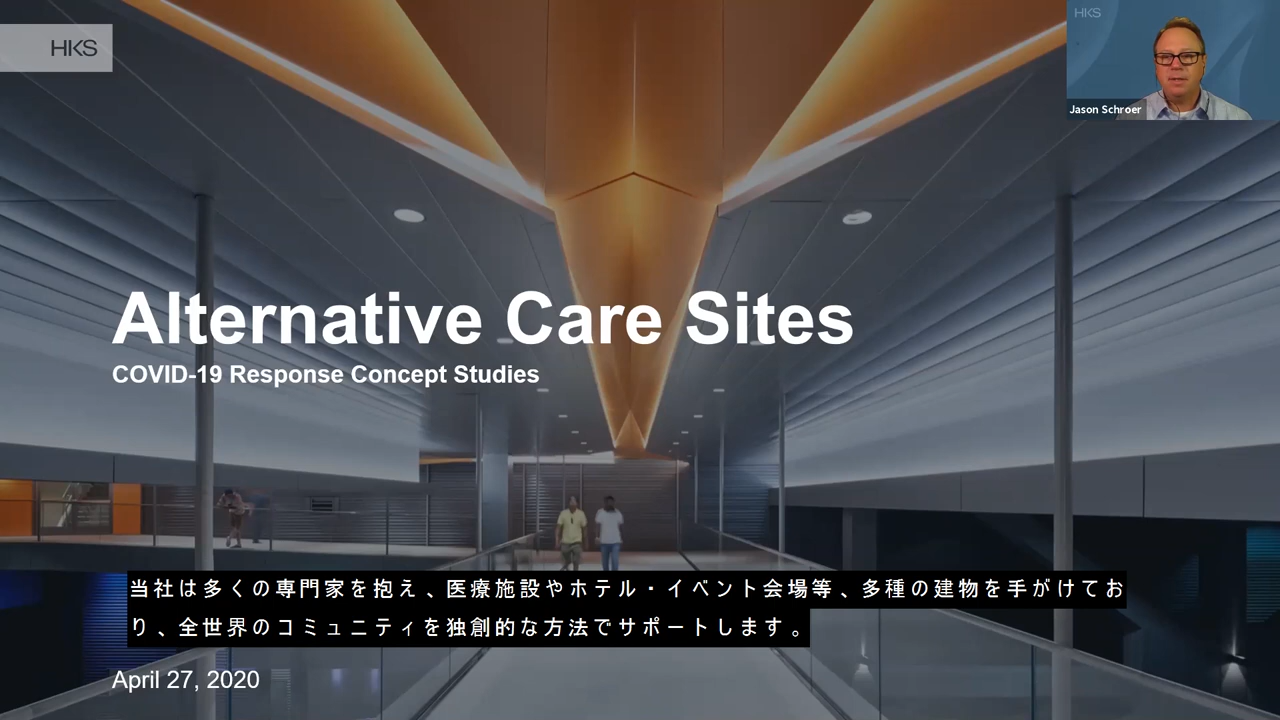 HKS
HKS
Jason Schroer
Alternative Care Sites
COVID-19 Response Concept Studies
当社は多くの専門家を抱え、医療施設やホテル・イベント会場等、多種の建物を手がけてお
り、全世界のコミュニティを独創的な方法でサポートします。
April 27, 2020